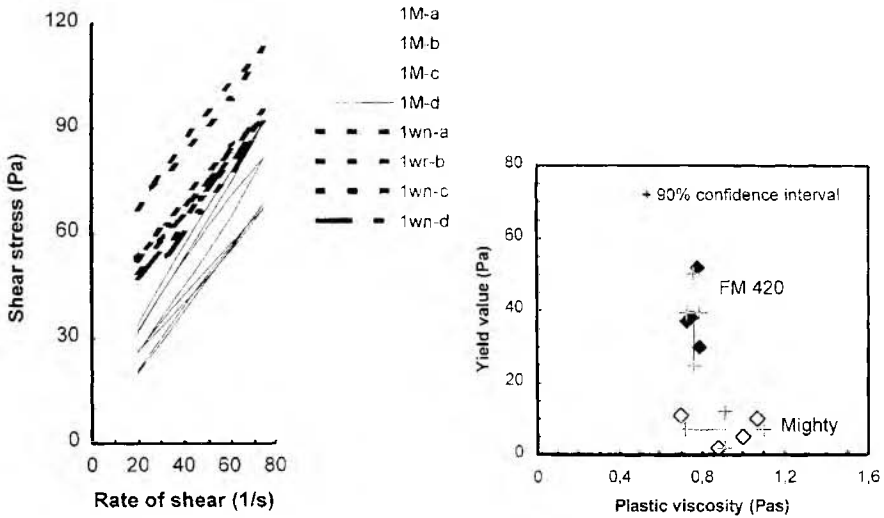 120
90
60
30
0
Shear stress (Pa)
0 20 40 60 80
Rate of shear (1/s)
1M-a
1M-b
1M-c
1M-d
1wn-a
1wr-b
1wn-c
1wn-d
80
60
40
20
0
Yield value (Pa)
+ 90% confidence interval
FM 420
Mighty
0 0,4 0,8 1,2 1,6
Plastic viscosity (Pas)